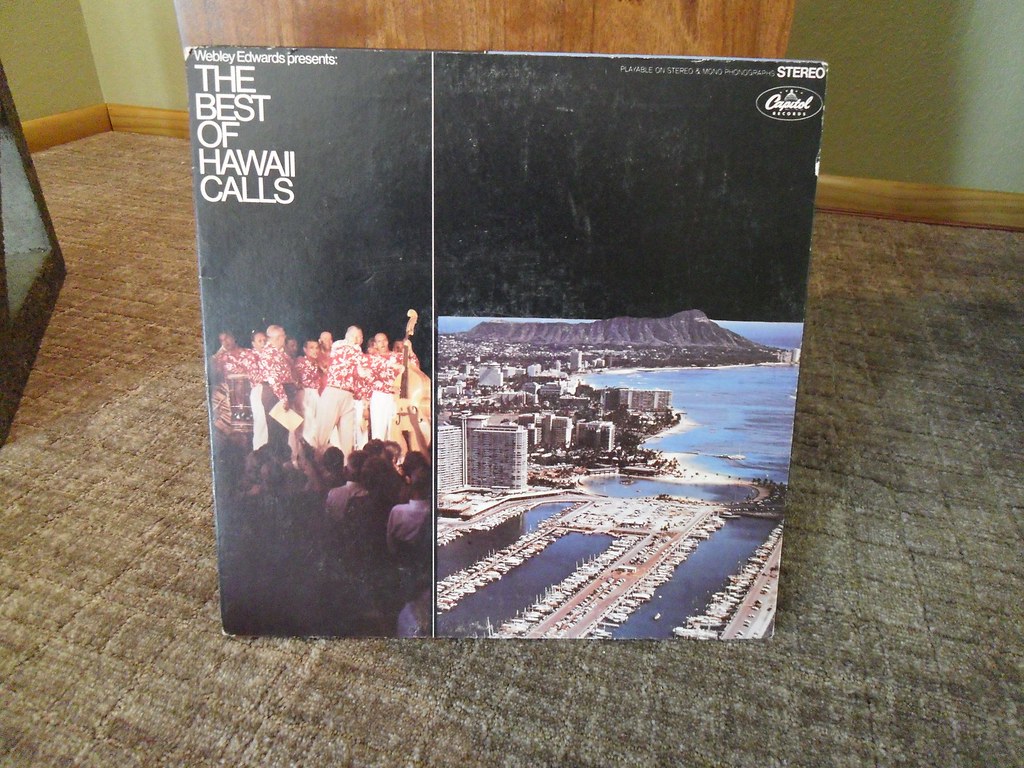 Webley Edwards presents:
THE
BEST
OF
HAWAII
CALLS
PLAYABLE ON STEREO & MONO PHONOGRAPHS STEREO
Capitol
RECORDS